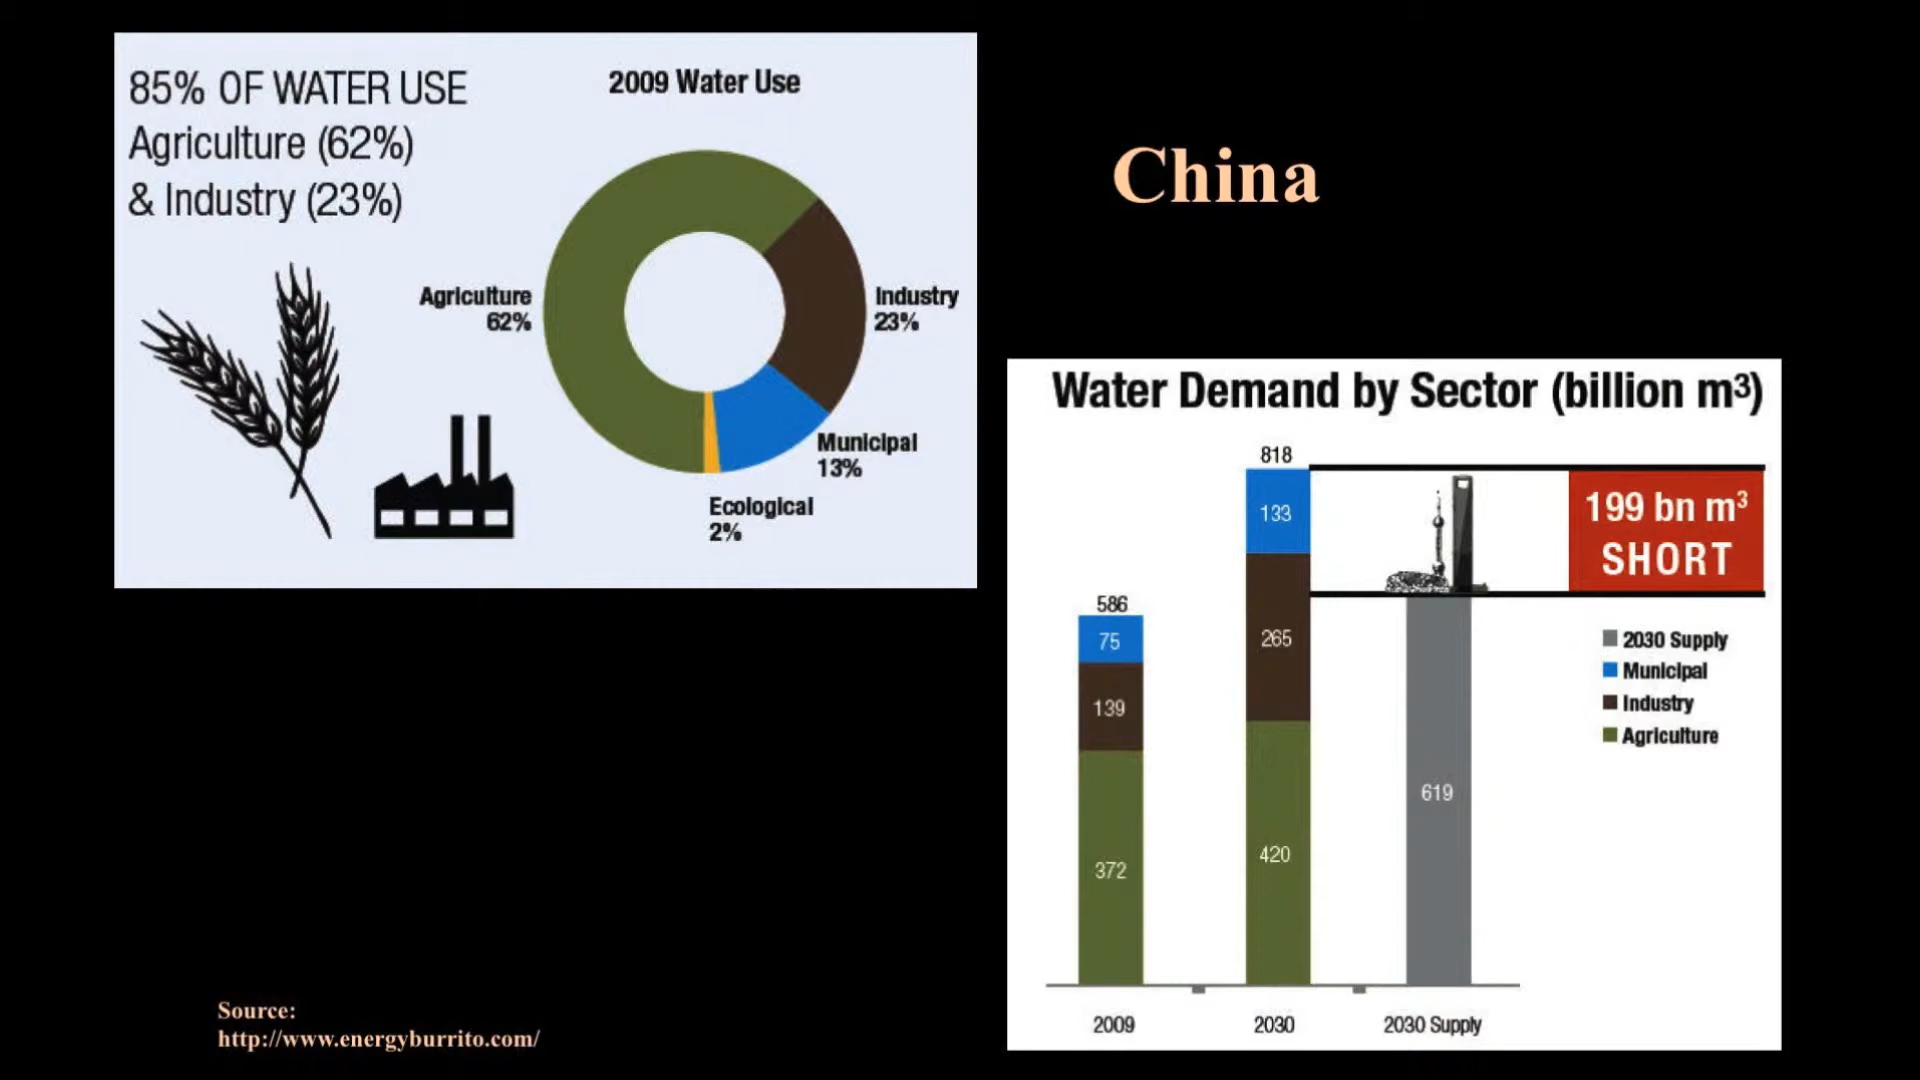 85% OF WATER USE
Agriculture (62%)
& Industry (23%)
2009 Water Use
Agriculture
62%
Industry
23%
Municipal
13%
Ecological
2%
China
Water Demand by Sector (billion m³)
818
133
265
420
586
75
139
372
619
199 bn m³
SHORT
2030 Supply
Municipal
Industry
Agriculture
2009
2030
2030 Supply
Source:
http://www.energyburrito.com/